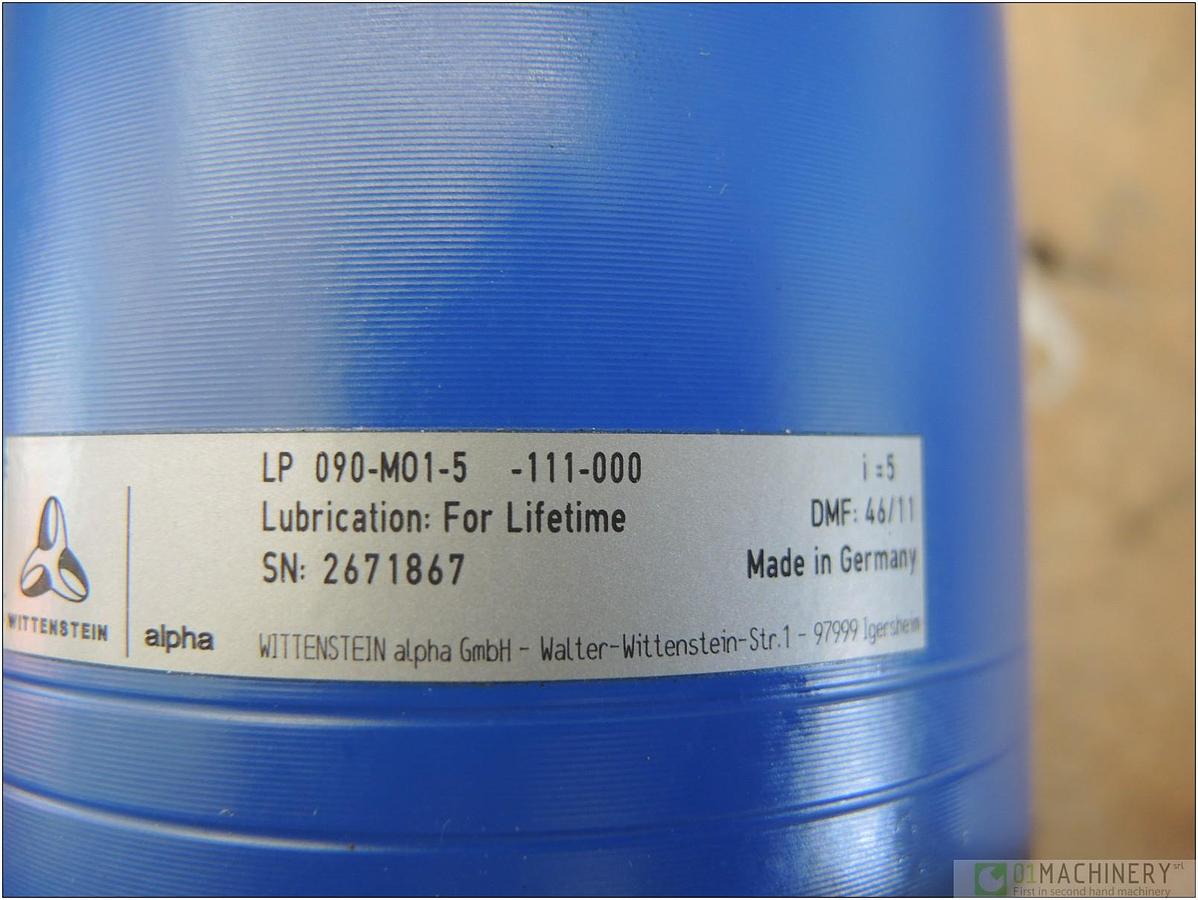 LP 090-M01-5 -111-000 i =5
Lubrication: For Lifetime DMF: 46/11
SN: 2671867 Made in Germany
WITTENSTEIN alpha WITTENSTEIN alpha GmbH - Walter-Wittenstein-Str.1 - 97999 Igersheim
01MACHINERY srl
First in second hand machinery